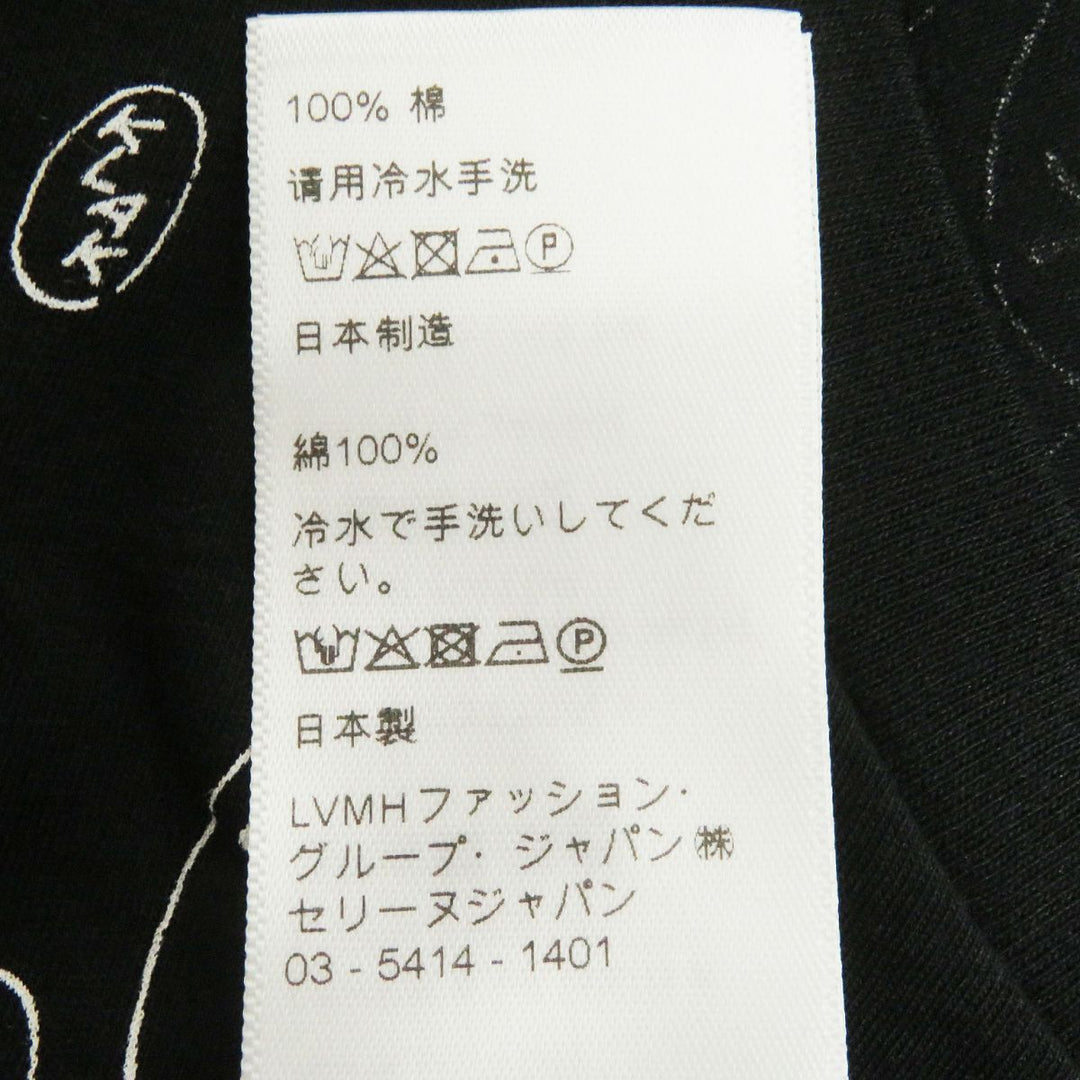 KLAK
100% 棉
请用冷水手洗
P
日本制造
綿100%
冷水で手洗いしてくだ
さい。
P
日本製
LVMHファッション・
グループ・ジャパン㈱
セリーヌジャパン
03 - 5414 - 1401